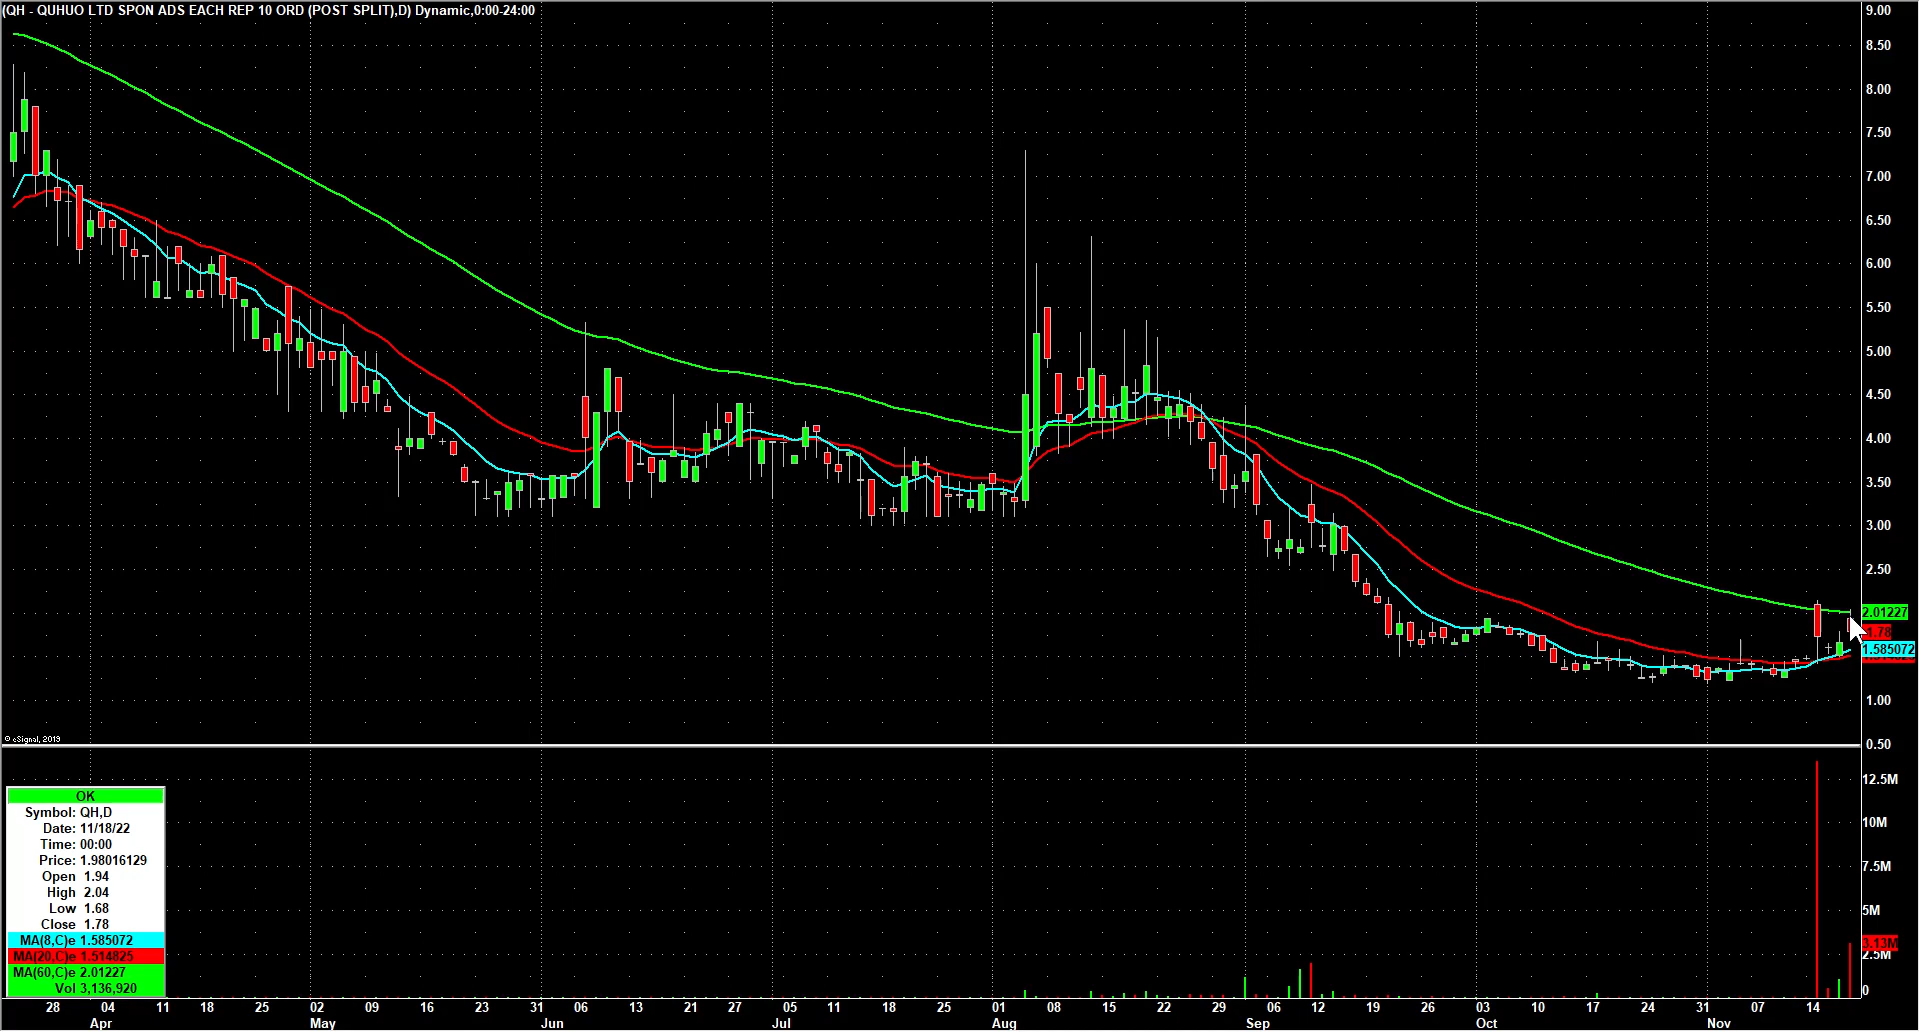 (QH - QUHUO LTD SPON ADS EACH REP 10 ORD (POST SPLIT),D) Dynamic,0:00-24:00
9.00
8.50
8.00
7.50
7.00
6.50
6.00
5.50
5.00
4.50
4.00
3.50
3.00
2.50
2.01227
1.78
1.585072
1.00
0.50
© eSignal, 2019
12.5M
10M
7.5M
5M
3.13M
2.5M
0
OK
Symbol: QH,D
Date: 11/18/22
Time: 00:00
Price: 1.98016129
Open 1.94
High 2.04
Low 1.68
Close 1.78
MA(8,C)e 1.585072
MA(20,C)e 1.514825
MA(60,C)e 2.01227
Vol 3,136,920
28 04 11 18 25 02 09 16 23 31 06 13 21 27 05 11 18 25 01 08 15 22 29 06 12 19 26 03 10 17 24 31 07 14
Apr May Jun Jul Aug Sep Oct Nov